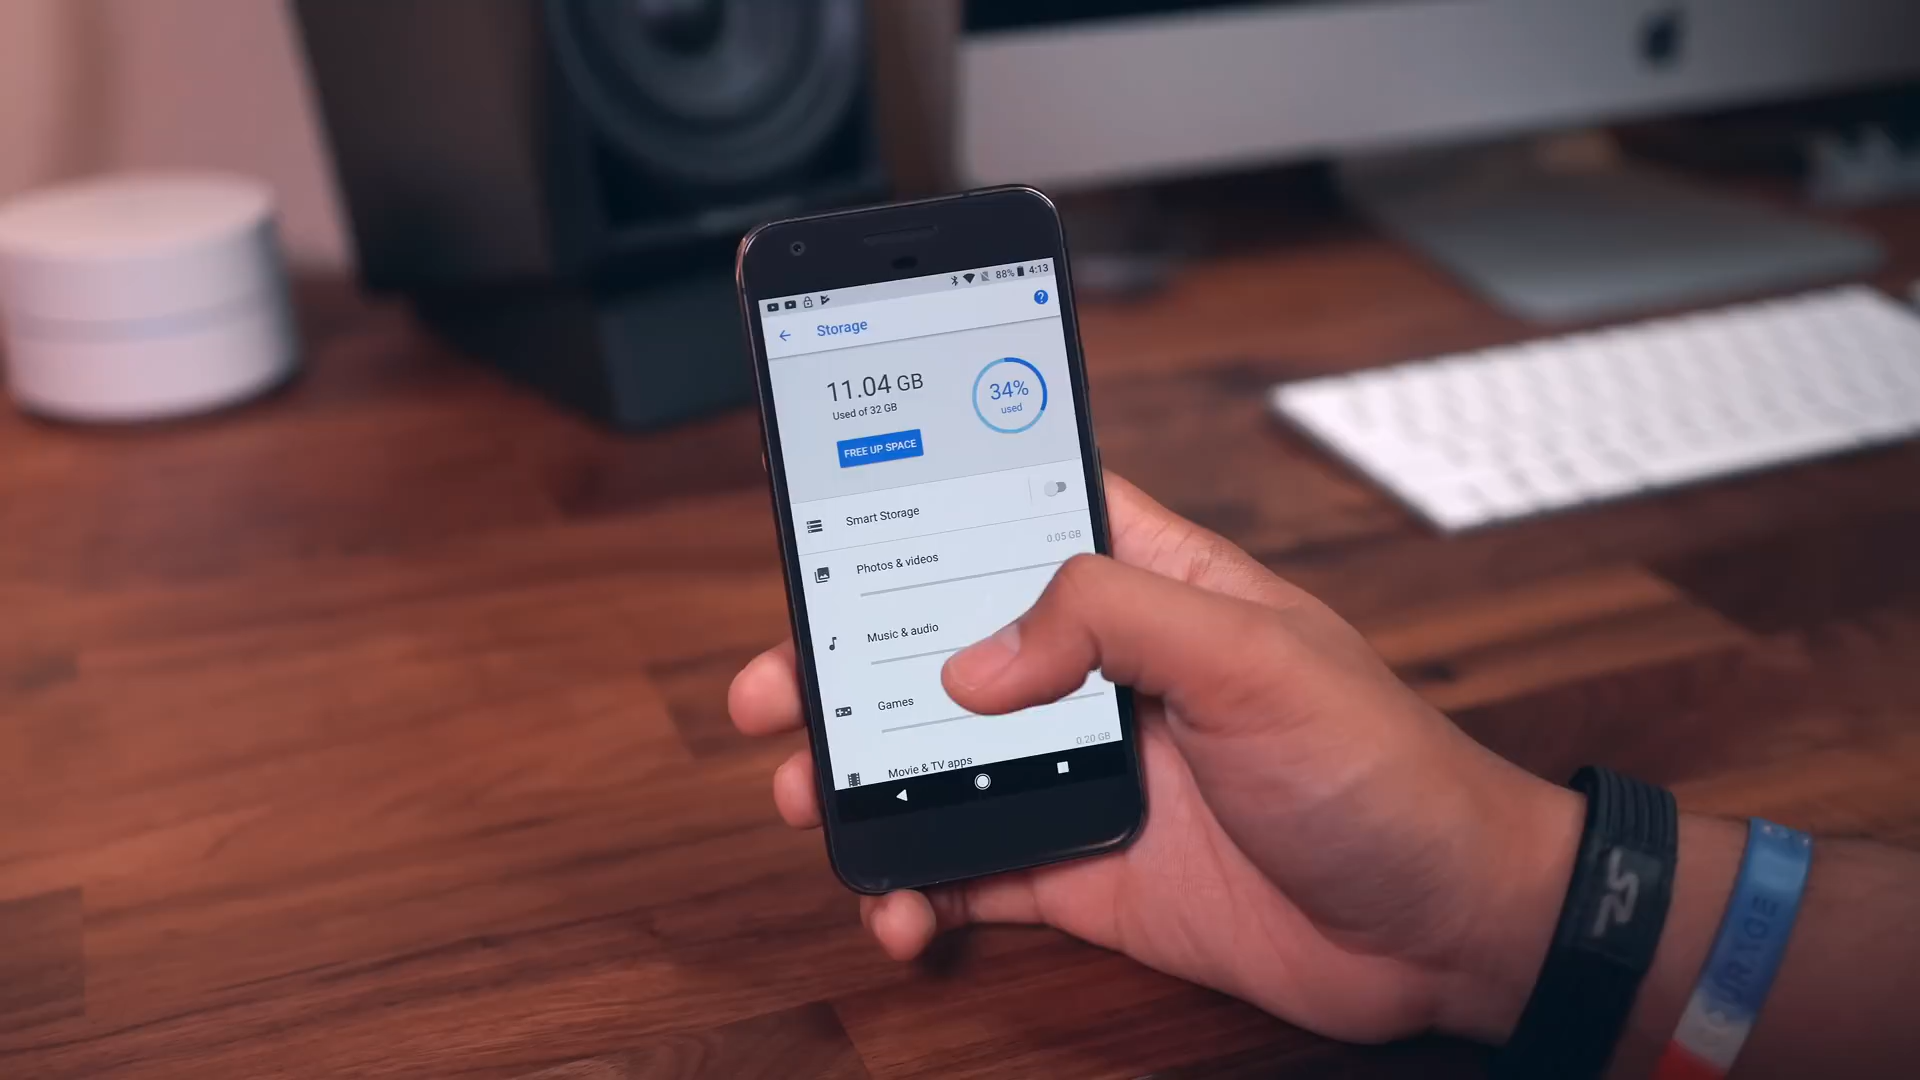 88% 4:13
Storage
?
11.04 GB
Used of 32 GB
34%
used
FREE UP SPACE
Smart Storage
Photos & videos
0.05 GB
Music & audio
Games
Movie & TV apps
0.20 GB
COURAGE